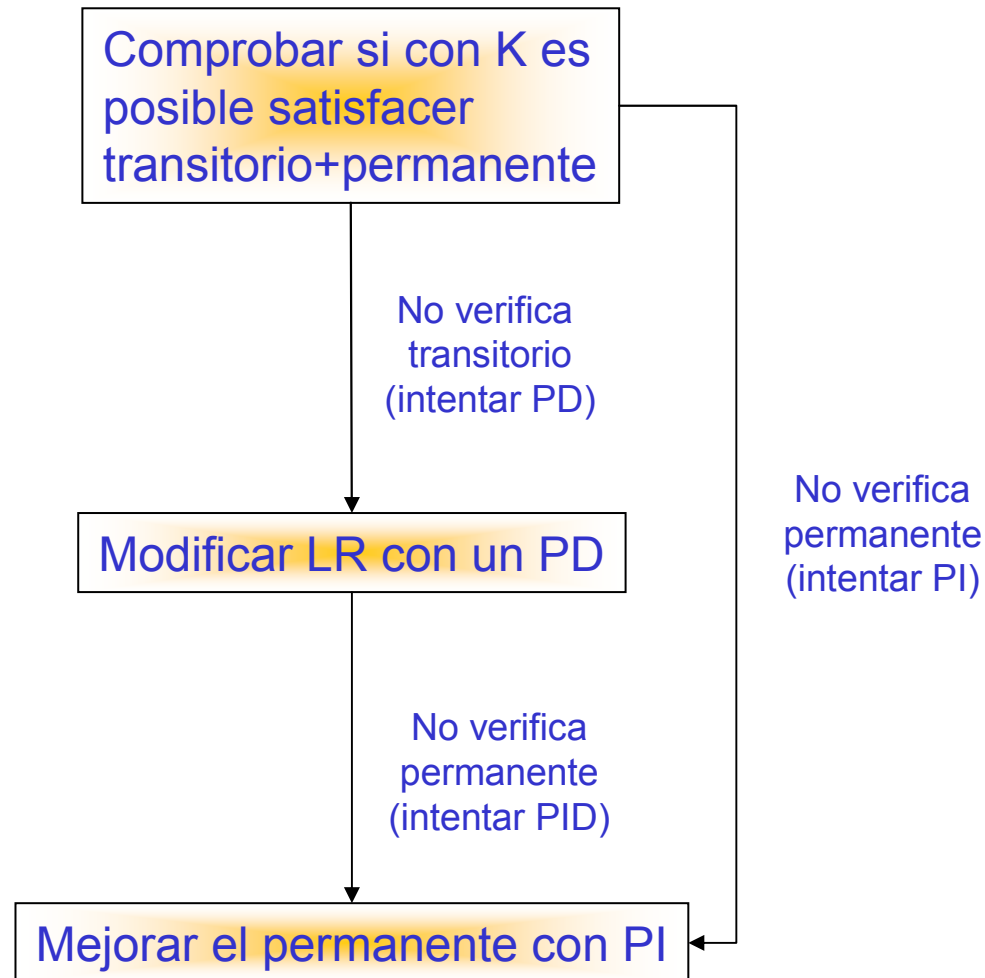 Comprobar si con K es
posible satisfacer
transitorio+permanente
No verifica
transitorio
(intentar PD)
No verifica
permanente
(intentar PI)
Modificar LR con un PD
No verifica
permanente
(intentar PID)
Mejorar el permanente con PI